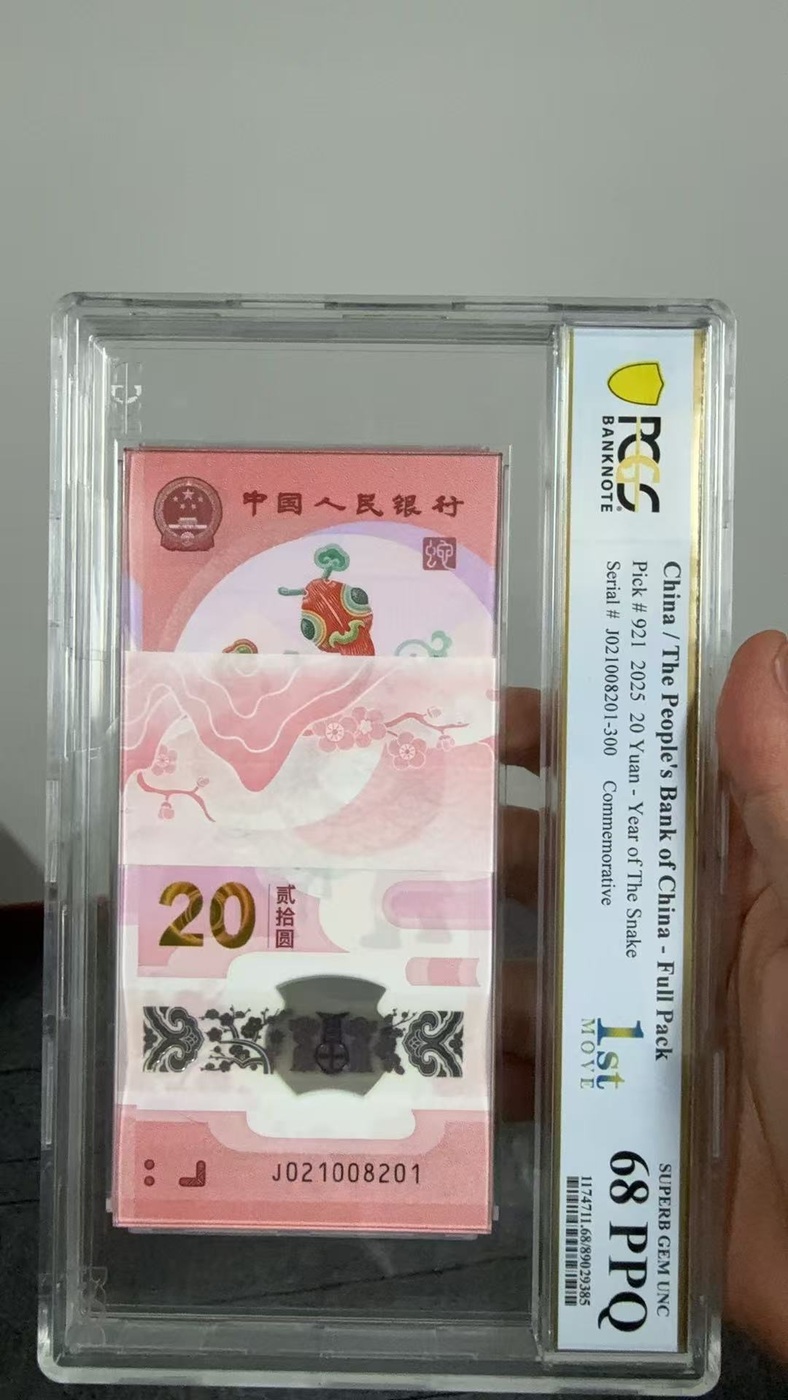 中国人民银行
蛇
20 贰拾圆
J021008201
PCGS
BANKNOTE
China / The People's Bank of China - Full Pack
Pick # 921 2025 20 Yuan - Year of The Snake
Serial # J021008201-300 Commemorative
1st
MOVE
SUPERB GEM UNC
68 PPQ
1174711.68/89029385